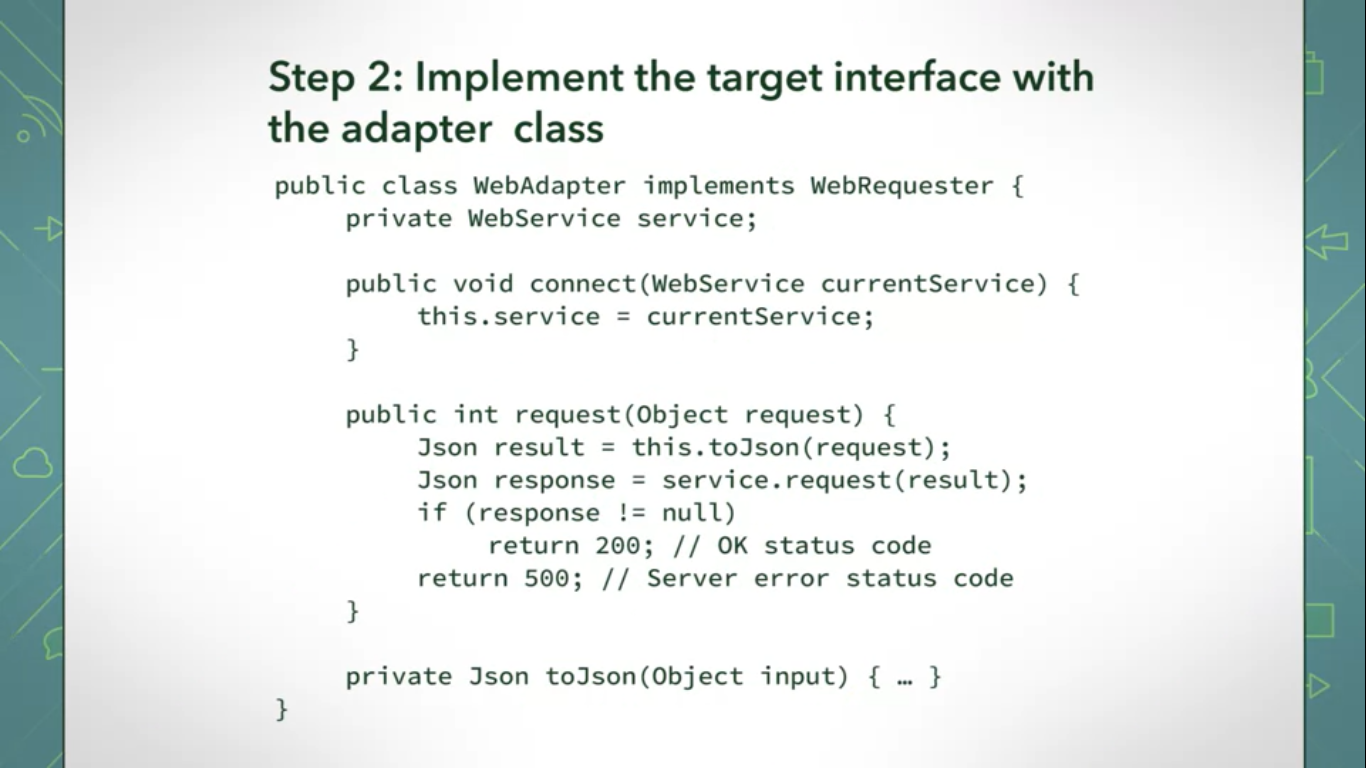 Step 2: Implement the target interface with
the adapter class
public class WebAdapter implements WebRequester {
private WebService service;
public void connect(WebService currentService) {
this.service = currentService;
}
public int request(Object request) {
Json result = this.toJson(request);
Json response = service.request(result);
if (response != null)
return 200; // OK status code
return 500; // Server error status code
}
private Json toJson(Object input) { … }
}